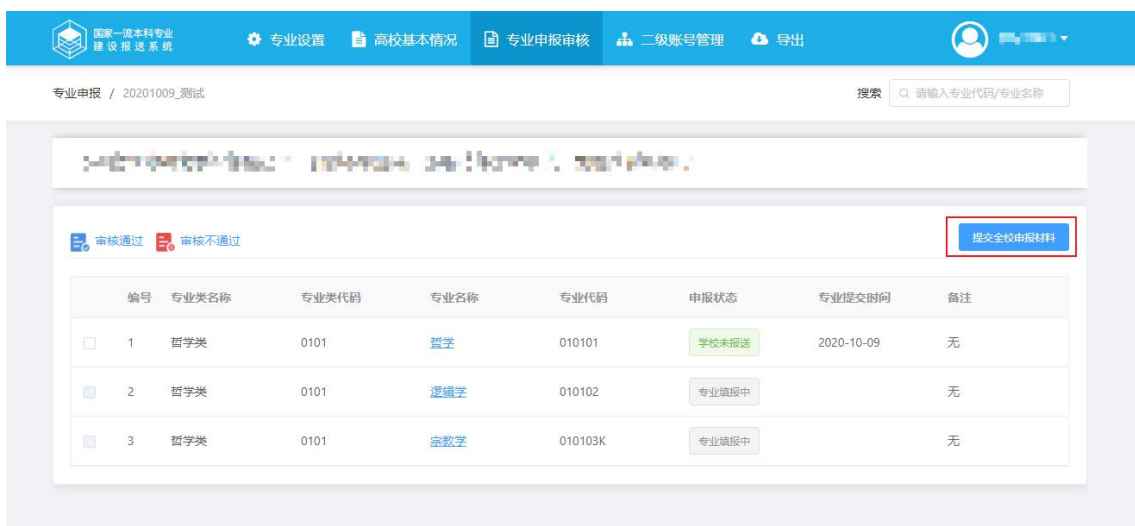 国家一流本科专业
建设报送系统
专业设置 高校基本情况 专业申报审核 二级账号管理 导出
专业申报 / 20201009_测试 搜索 请输入专业代码/专业名称
审核通过 审核不通过 提交全校申报材料
编号 专业类名称 专业类代码 专业名称 专业代码 申报状态 专业提交时间 备注
1 哲学类 0101 哲学 010101 学校未报送 2020-10-09 无
2 哲学类 0101 逻辑学 010102 专业填报中 无
3 哲学类 0101 宗教学 010103K 专业填报中 无